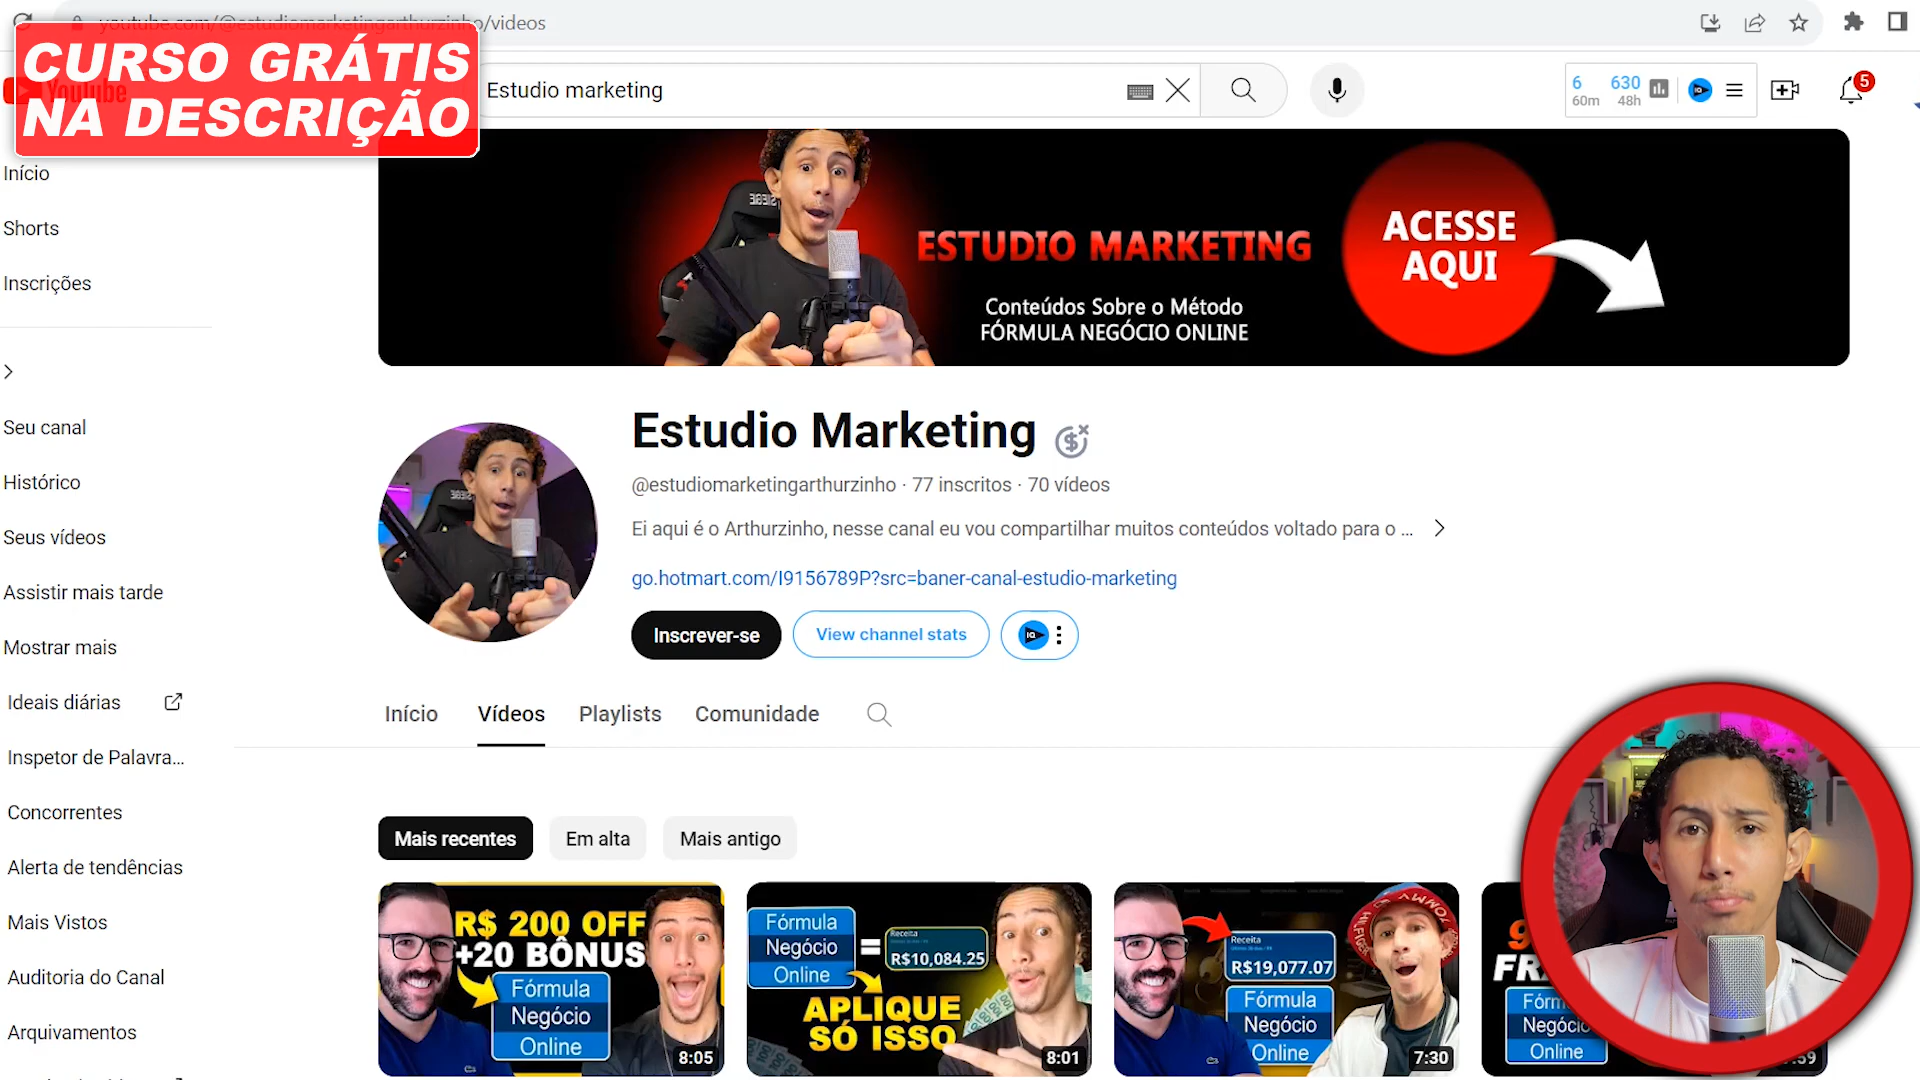 youtube.com/@estudiomarketingarthurzinho/videos
CURSO GRÁTIS
NA DESCRIÇÃO
Youtube
Estudio marketing
6 630
60m 48h
IQ
5
Início
Shorts
Inscrições
Seu canal
Histórico
Seus vídeos
Assistir mais tarde
Mostrar mais
Ideais diárias
Inspetor de Palavra...
Concorrentes
Alerta de tendências
Mais Vistos
Auditoria do Canal
Arquivamentos
ESTUDIO MARKETING
Conteúdos Sobre o Método
FÓRMULA NEGÓCIO ONLINE
ACESSE
AQUI
Estudio Marketing
@estudiomarketingarthurzinho · 77 inscritos · 70 vídeos
Ei aqui é o Arthurzinho, nesse canal eu vou compartilhar muitos conteúdos voltado para o ...
go.hotmart.com/I9156789P?src=baner-canal-estudio-marketing
Inscrever-se
View channel stats
IQ
Início Vídeos Playlists Comunidade
Mais recentes Em alta Mais antigo
R$ 200 OFF
+20 BÔNUS
Fórmula
Negócio
Online
8:05
Fórmula
Negócio
Online
=
Receita
R$10,084.25
APLIQUE
SÓ ISSO
8:01
Receita
R$19,077.07
Fórmula
Negócio
Online
7:30
Negócio
Online